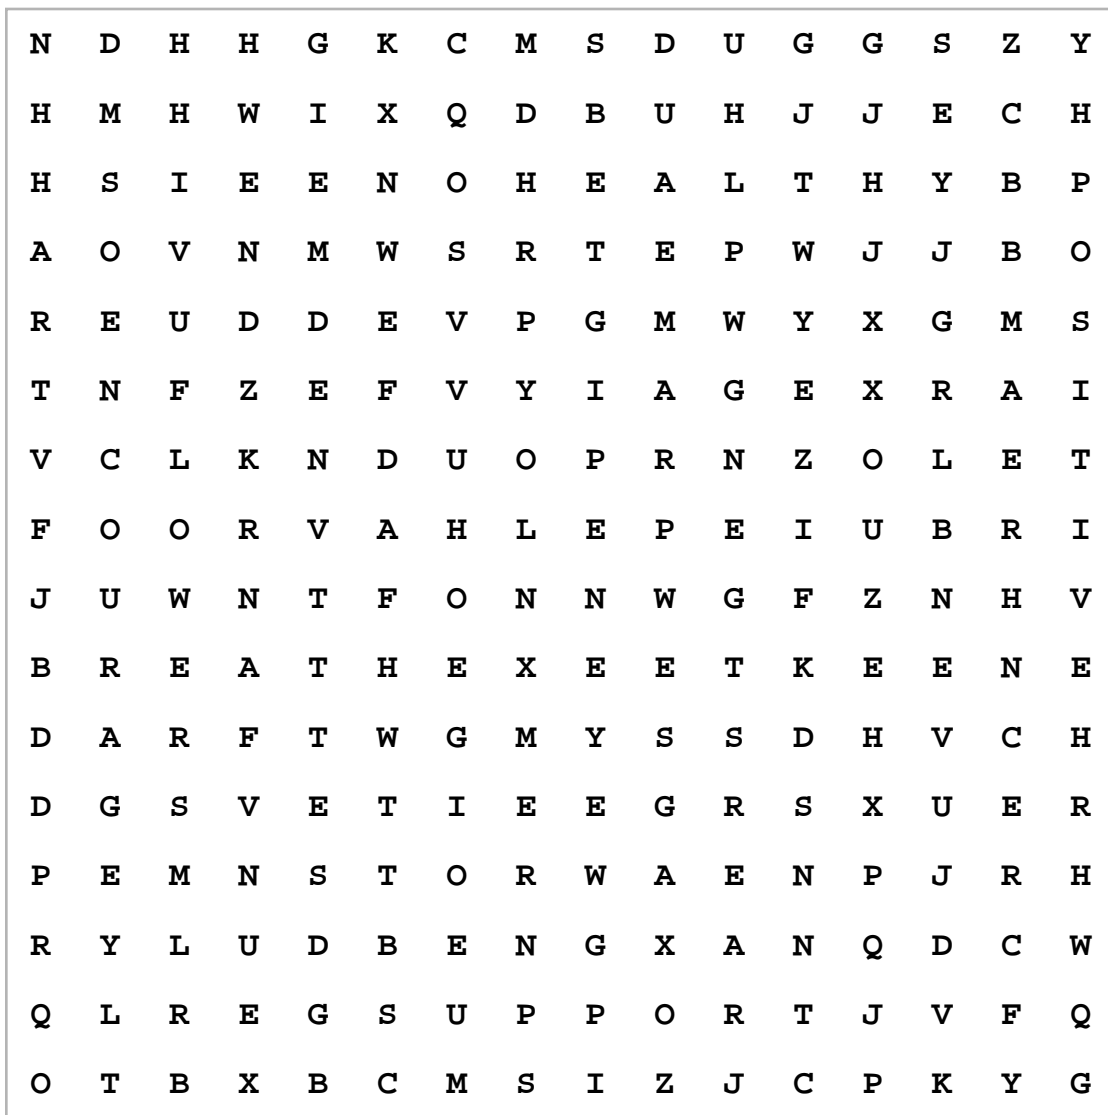 N D H H G K C M S D U G G S Z Y
H M H W I X Q D B U H J J E C H
H S I E E N O H E A L T H Y B P
A O V N M W S R T E P W J J B O
R E U D D E V P G M W Y X G M S
T N F Z E F V Y I A G E X R A I
V C L K N D U O P R N Z O L E T
F O O R V A H L E P E I U B R I
J U W N T F O N N W G F Z N H V
B R E A T H E X E E T K E E N E
D A R F T W G M Y S S D H V C H
D G S V E T I E E G R S X U E R
P E M N S T O R W A E N P J R H
R Y L U D B E N G X A N Q D C W
Q L R E G S U P P O R T J V F Q
O T B X B C M S I Z J C P K Y G